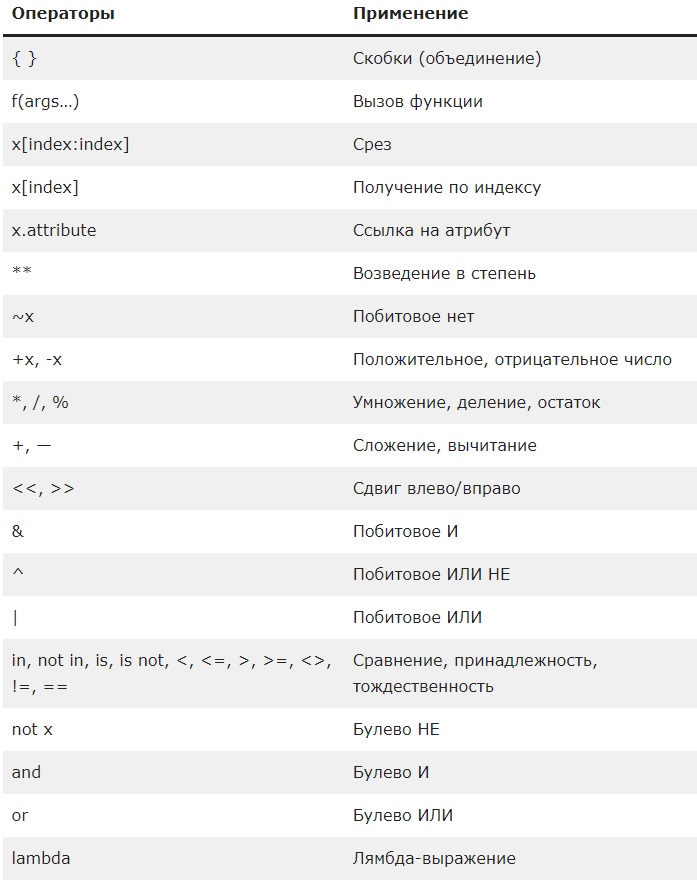 Операторы Применение
{ } Скобки (объединение)
f(args…) Вызов функции
x[index:index] Срез
x[index] Получение по индексу
x.attribute Ссылка на атрибут
** Возведение в степень
~x Побитовое нет
+x, -x Положительное, отрицательное число
*, /, % Умножение, деление, остаток
+, — Сложение, вычитание
<<, >> Сдвиг влево/вправо
& Побитовое И
^ Побитовое ИЛИ НЕ
| Побитовое ИЛИ
in, not in, is, is not, <, <=, >, >=, <>, Сравнение, принадлежность,
!=, == тождественность
not x Булево НЕ
and Булево И
or Булево ИЛИ
lambda Лямбда-выражение